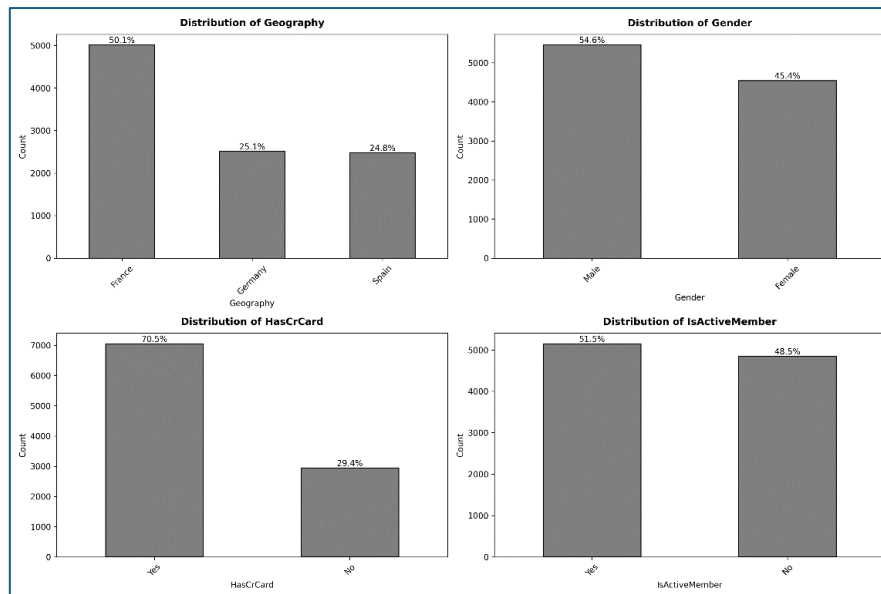 Distribution of Geography
50.1%
25.1%
24.8%
5000
4000
3000
2000
1000
0
Count
France
Germany
Spain
Geography
Distribution of Gender
54.6%
45.4%
5000
4000
3000
2000
1000
0
Count
Male
Female
Gender
Distribution of HasCrCard
70.5%
29.4%
7000
6000
5000
4000
3000
2000
1000
0
Count
Yes
No
HasCrCard
Distribution of IsActiveMember
51.5%
48.5%
5000
4000
3000
2000
1000
0
Count
Yes
No
IsActiveMember